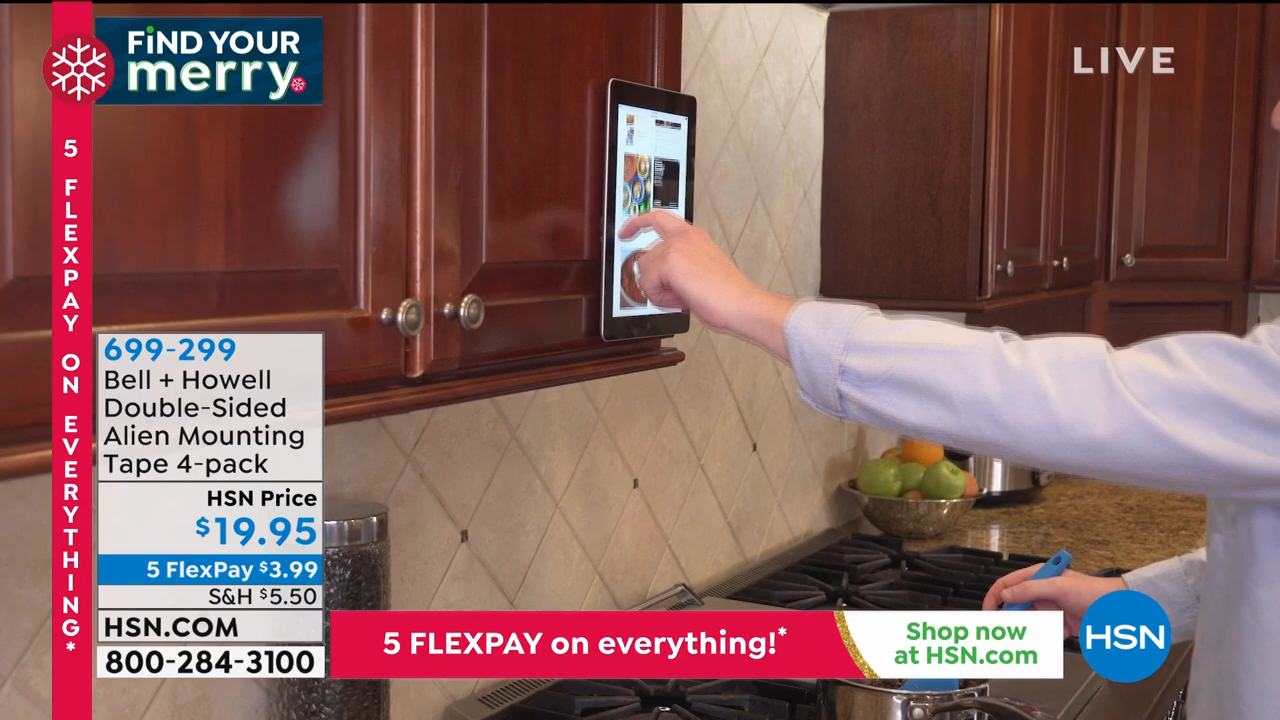 FiND YOUR
merry.
LIVE
5 FLEXPAY ON EVERYTHING*
699-299
Bell + Howell
Double-Sided
Alien Mounting
Tape 4-pack
HSN Price
$19.95
5 FlexPay $3.99
S&H $5.50
HSN.COM
800-284-3100
5 FLEXPAY on everything!*
Shop now
at HSN.com
HSN